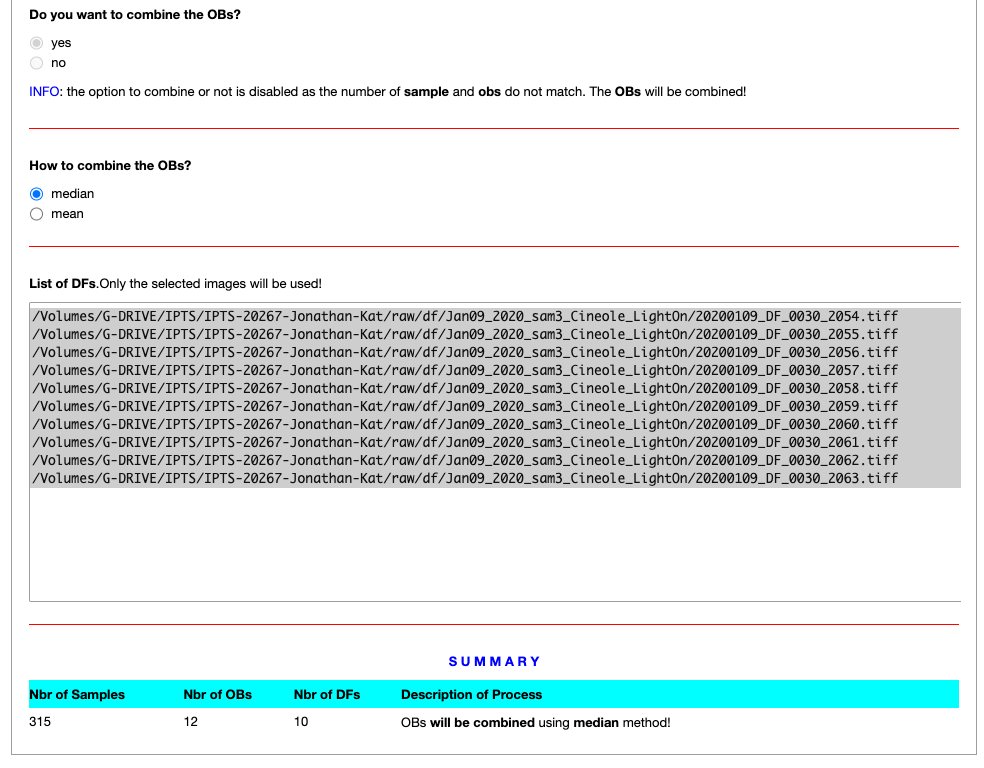 Do you want to combine the OBs?
yes
no
INFO: the option to combine or not is disabled as the number of sample and obs do not match. The OBs will be combined!
How to combine the OBs?
median
mean
List of DFs.Only the selected images will be used!
/Volumes/G-DRIVE/IPTS/IPTS-20267-Jonathan-Kat/raw/df/Jan09_2020_sam3_Cineole_LightOn/20200109_DF_0030_2054.tiff
/Volumes/G-DRIVE/IPTS/IPTS-20267-Jonathan-Kat/raw/df/Jan09_2020_sam3_Cineole_LightOn/20200109_DF_0030_2055.tiff
/Volumes/G-DRIVE/IPTS/IPTS-20267-Jonathan-Kat/raw/df/Jan09_2020_sam3_Cineole_LightOn/20200109_DF_0030_2056.tiff
/Volumes/G-DRIVE/IPTS/IPTS-20267-Jonathan-Kat/raw/df/Jan09_2020_sam3_Cineole_LightOn/20200109_DF_0030_2057.tiff
/Volumes/G-DRIVE/IPTS/IPTS-20267-Jonathan-Kat/raw/df/Jan09_2020_sam3_Cineole_LightOn/20200109_DF_0030_2058.tiff
/Volumes/G-DRIVE/IPTS/IPTS-20267-Jonathan-Kat/raw/df/Jan09_2020_sam3_Cineole_LightOn/20200109_DF_0030_2059.tiff
/Volumes/G-DRIVE/IPTS/IPTS-20267-Jonathan-Kat/raw/df/Jan09_2020_sam3_Cineole_LightOn/20200109_DF_0030_2060.tiff
/Volumes/G-DRIVE/IPTS/IPTS-20267-Jonathan-Kat/raw/df/Jan09_2020_sam3_Cineole_LightOn/20200109_DF_0030_2061.tiff
/Volumes/G-DRIVE/IPTS/IPTS-20267-Jonathan-Kat/raw/df/Jan09_2020_sam3_Cineole_LightOn/20200109_DF_0030_2062.tiff
/Volumes/G-DRIVE/IPTS/IPTS-20267-Jonathan-Kat/raw/df/Jan09_2020_sam3_Cineole_LightOn/20200109_DF_0030_2063.tiff
S U M M A R Y
Nbr of Samples Nbr of OBs Nbr of DFs Description of Process
315 12 10 OBs will be combined using median method!